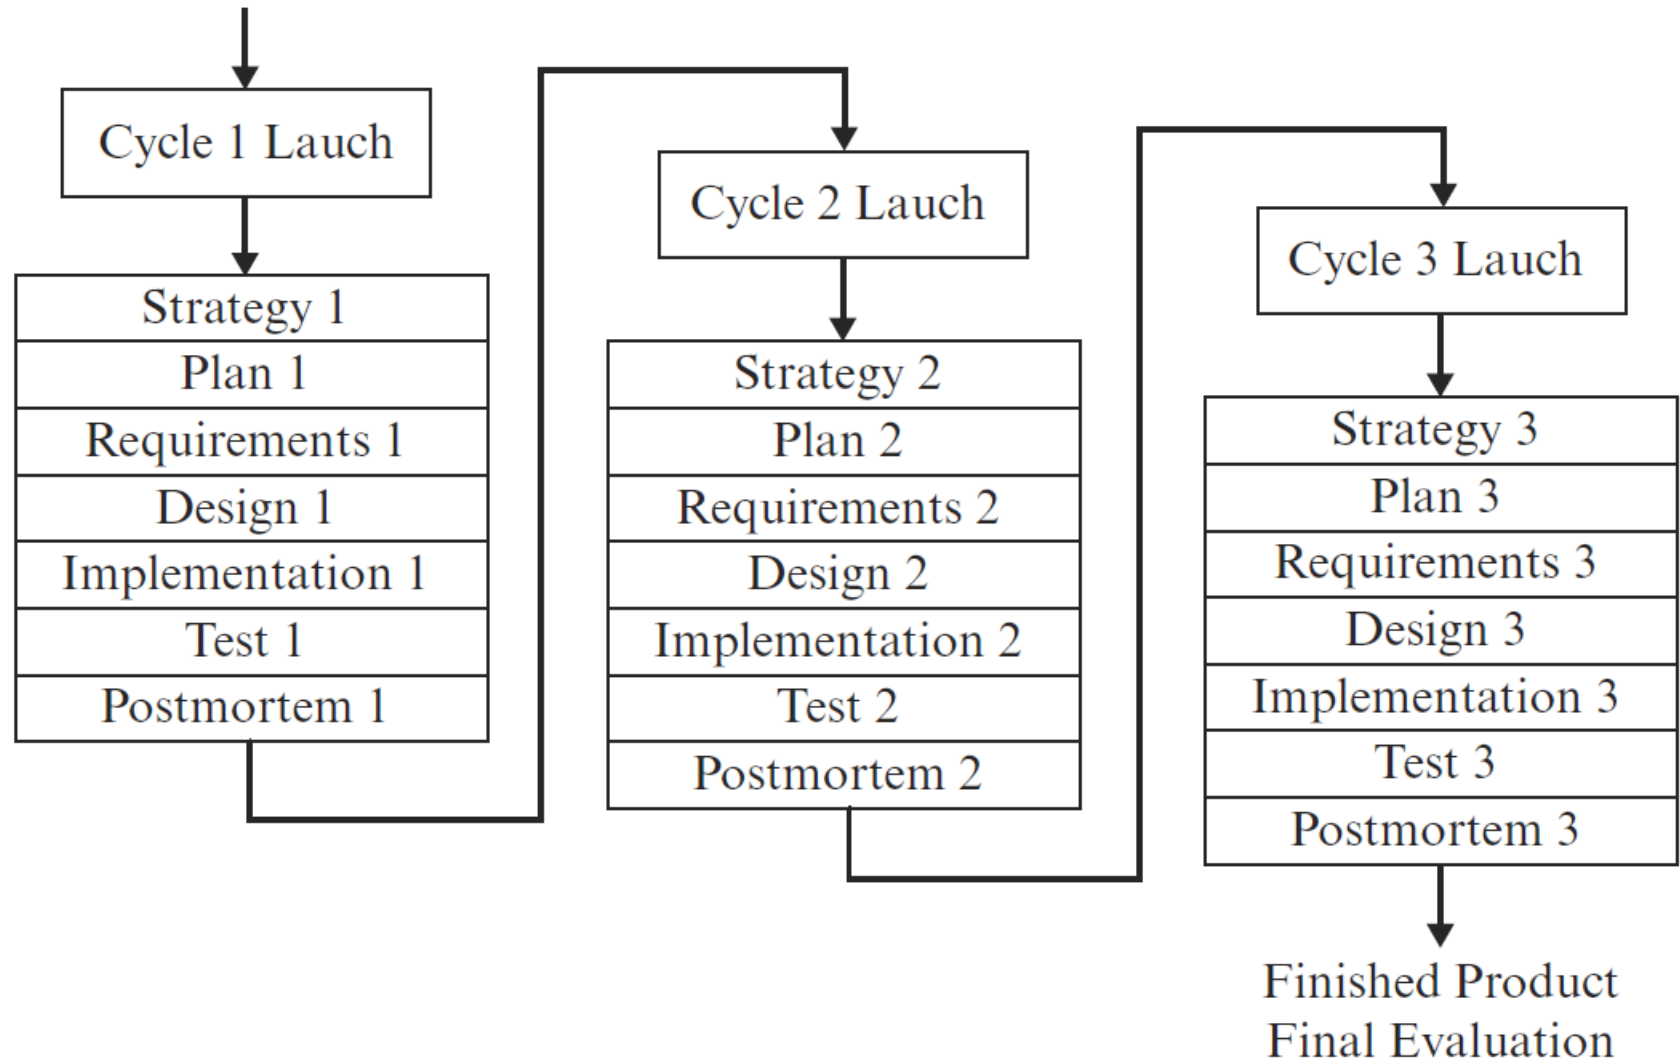 Cycle 1 Lauch
Strategy 1
Plan 1
Requirements 1
Design 1
Implementation 1
Test 1
Postmortem 1
Cycle 2 Lauch
Strategy 2
Plan 2
Requirements 2
Design 2
Implementation 2
Test 2
Postmortem 2
Cycle 3 Lauch
Strategy 3
Plan 3
Requirements 3
Design 3
Implementation 3
Test 3
Postmortem 3
Finished Product
Final Evaluation